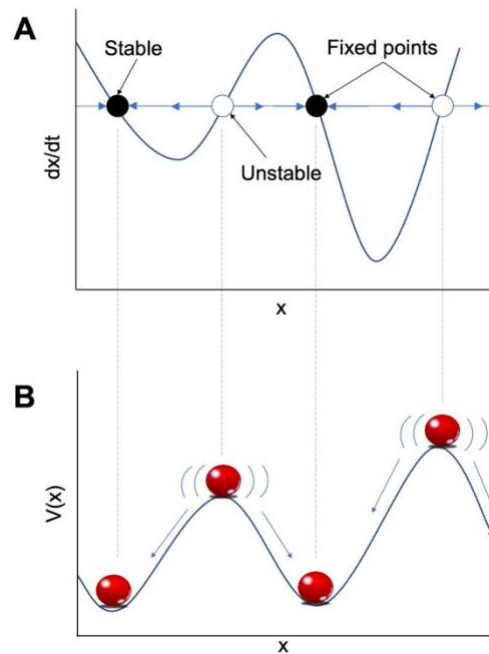 A
Stable
Fixed points
dx/dt
Unstable
x
B
V(x)
x